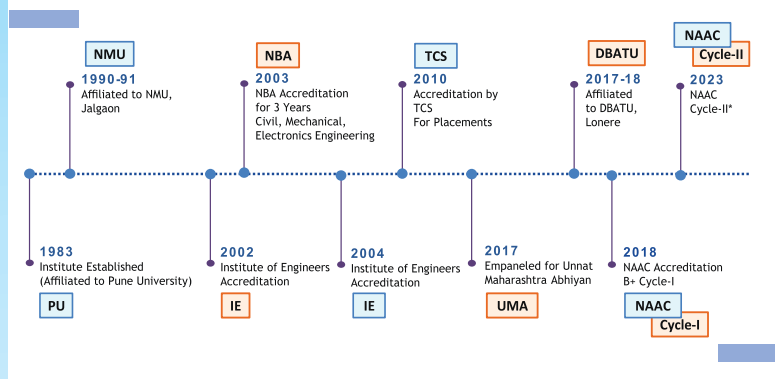 NMU
1990-91
Affiliated to NMU,
Jalgaon
NBA
2003
NBA Accreditation
for 3 Years
Civil, Mechanical,
Electronics Engineering
TCS
2010
Accreditation by
TCS
For Placements
DBATU
2017-18
Affiliated
to DBATU,
Lonere
NAAC
Cycle-II
2023
NAAC
Cycle-II*
1983
Institute Established
(Affiliated to Pune University)
PU
2002
Institute of Engineers
Accreditation
IE
2004
Institute of Engineers
Accreditation
IE
2017
Empaneled for Unnat
Maharashtra Abhiyan
UMA
2018
NAAC Accreditation
B+ Cycle-I
NAAC
Cycle-I